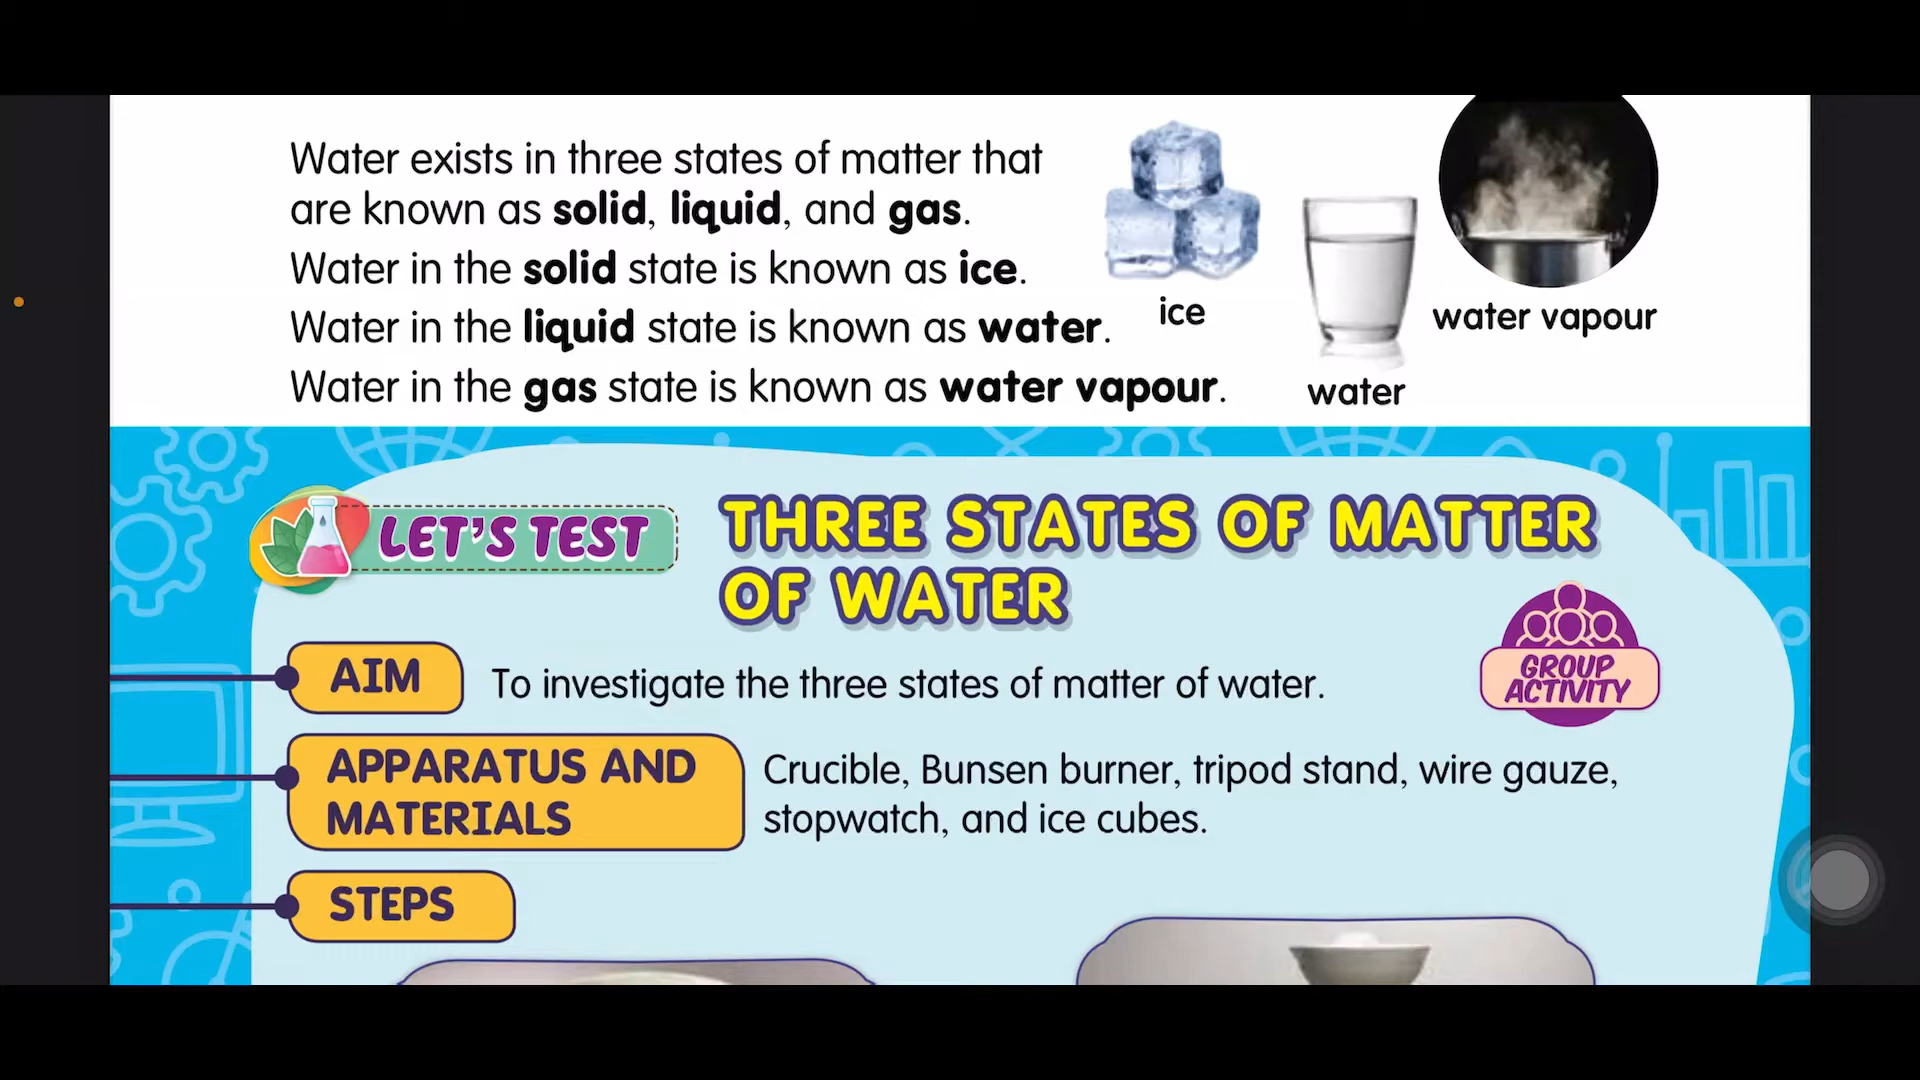 Water exists in three states of matter that
are known as solid, liquid, and gas.
Water in the solid state is known as ice.
Water in the liquid state is known as water.
Water in the gas state is known as water vapour.
ice
water
water vapour
LET'S TEST
THREE STATES OF MATTER
OF WATER
AIM
To investigate the three states of matter of water.
GROUP
ACTIVITY
APPARATUS AND
MATERIALS
Crucible, Bunsen burner, tripod stand, wire gauze,
stopwatch, and ice cubes.
STEPS